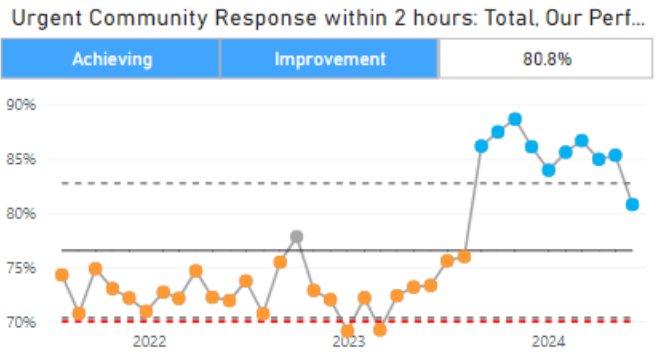 Urgent Community Response within 2 hours: Total, Our Perf...
Achieving Improvement 80.8%
90%
85%
80%
75%
70%
2022 2023 2024